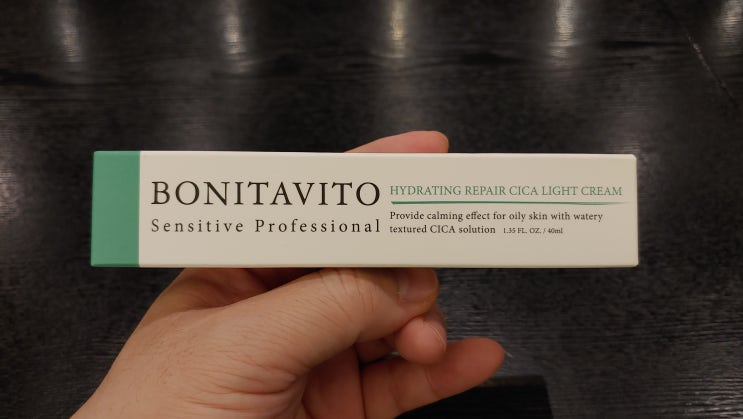 BONITAVITO
Sensitive Professional
HYDRATING REPAIR CICA LIGHT CREAM
Provide calming effect for oily skin with watery
textured CICA solution 1.35 FL. OZ. / 40ml